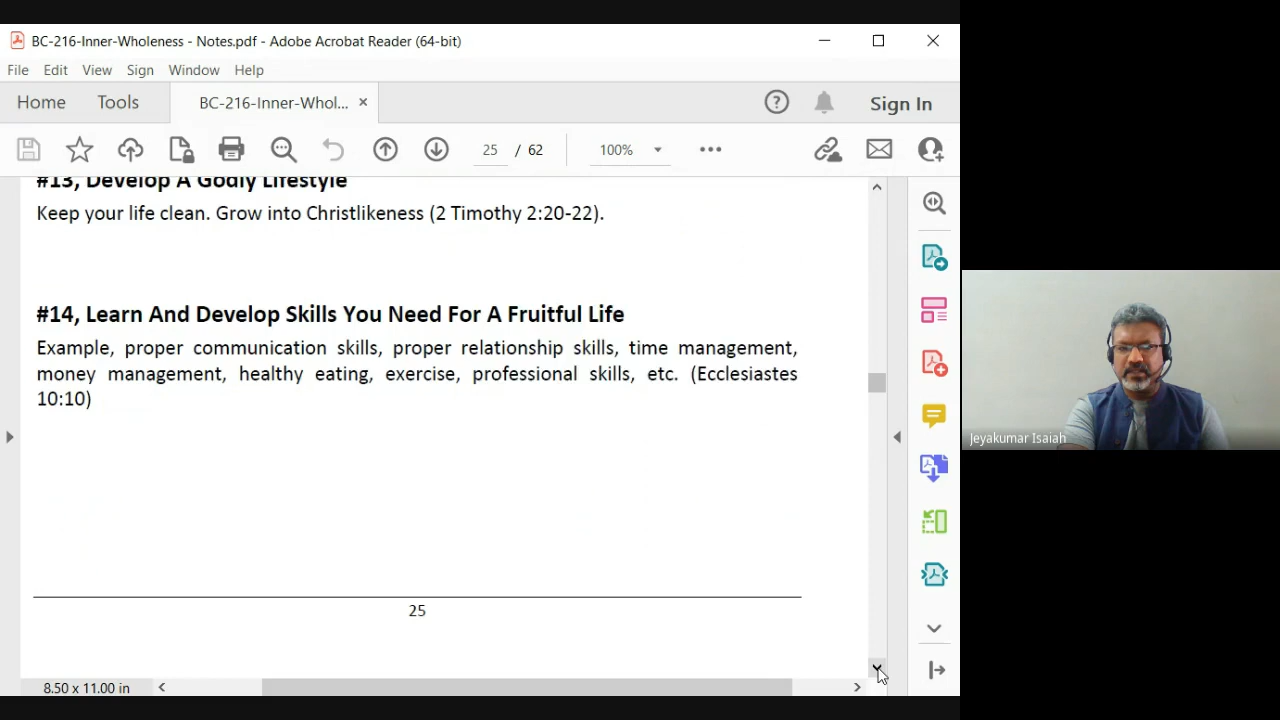 BC-216-Inner-Wholeness - Notes.pdf - Adobe Acrobat Reader (64-bit)
File Edit View Sign Window Help
Home Tools BC-216-Inner-Whol... × Sign In
25 / 62 100%
#13, Develop A Godly Lifestyle
Keep your life clean. Grow into Christlikeness (2 Timothy 2:20-22).
#14, Learn And Develop Skills You Need For A Fruitful Life
Example, proper communication skills, proper relationship skills, time management,
money management, healthy eating, exercise, professional skills, etc. (Ecclesiastes
10:10)
25
8.50 x 11.00 in
Jeyakumar Isaiah